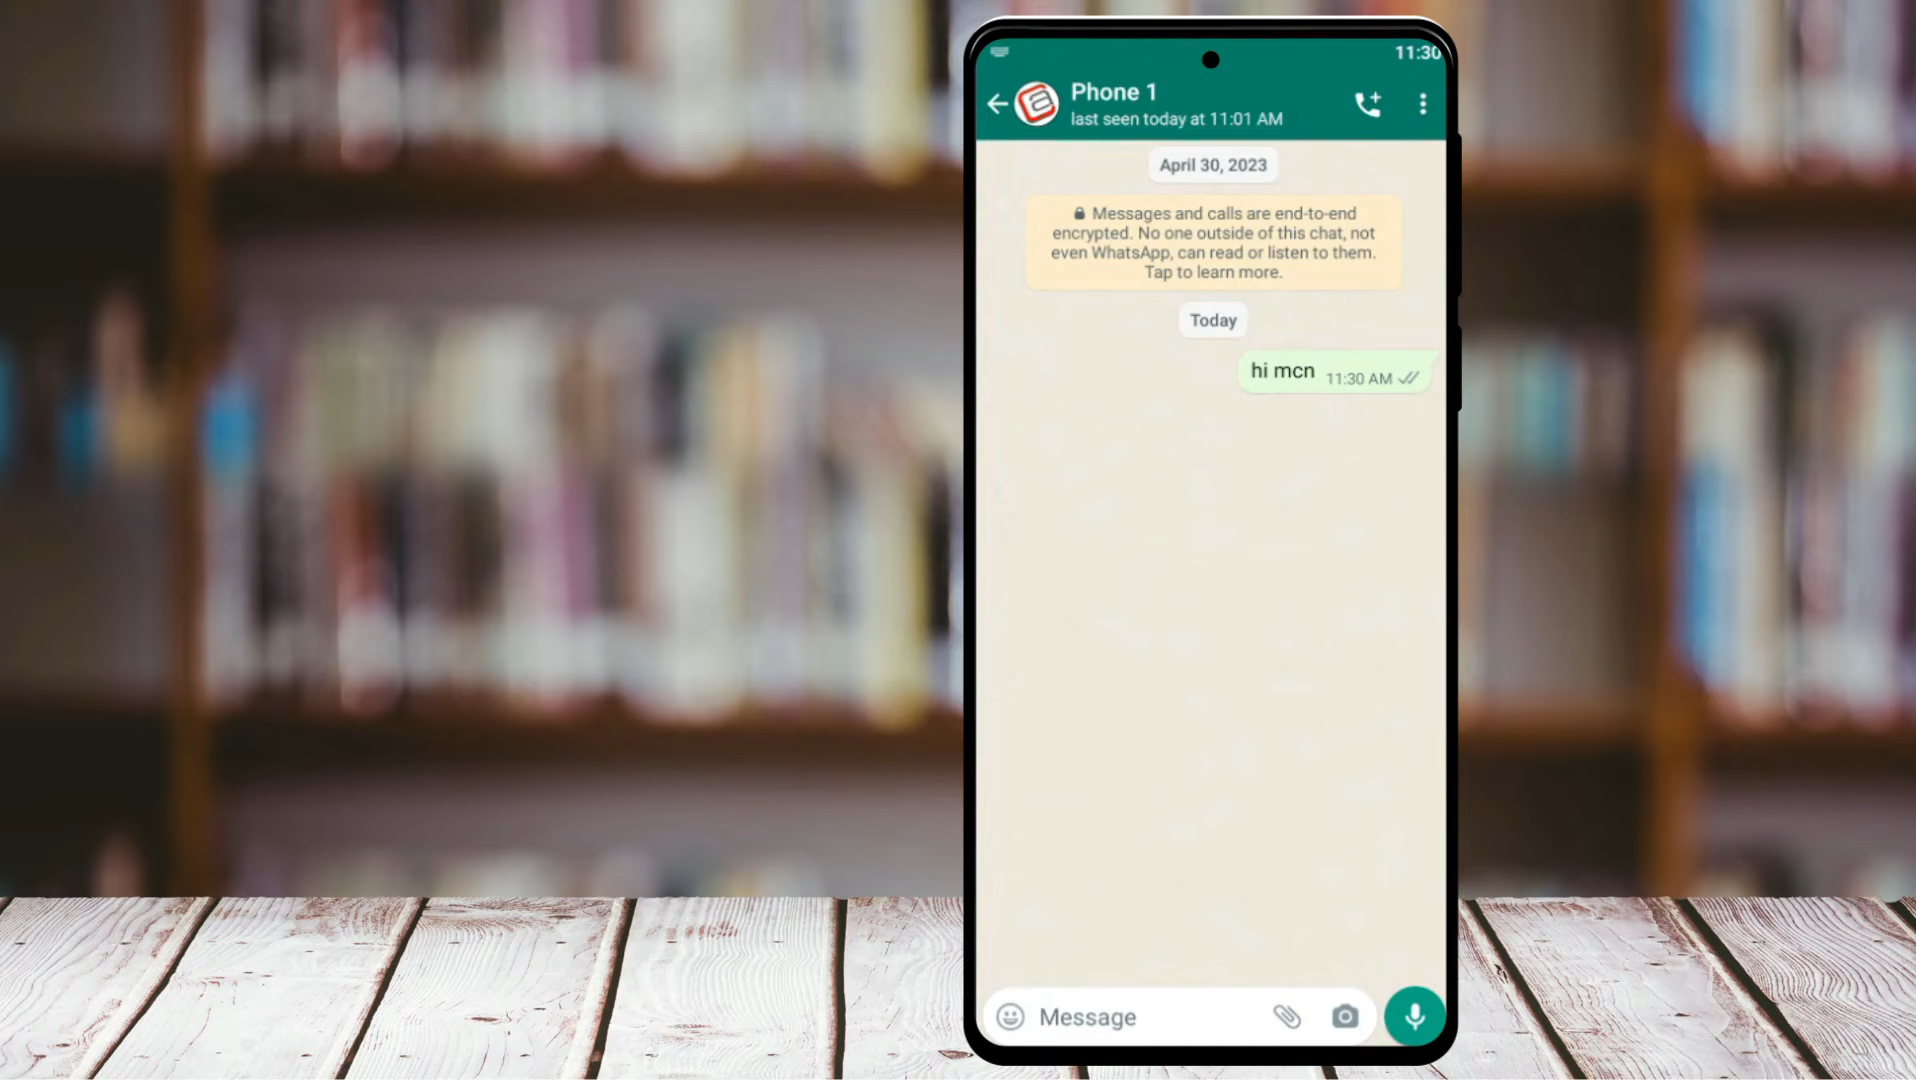 11:30
Phone 1
last seen today at 11:01 AM
April 30, 2023
Messages and calls are end-to-end
encrypted. No one outside of this chat, not
even WhatsApp, can read or listen to them.
Tap to learn more.
Today
hi mcn 11:30 AM
Message